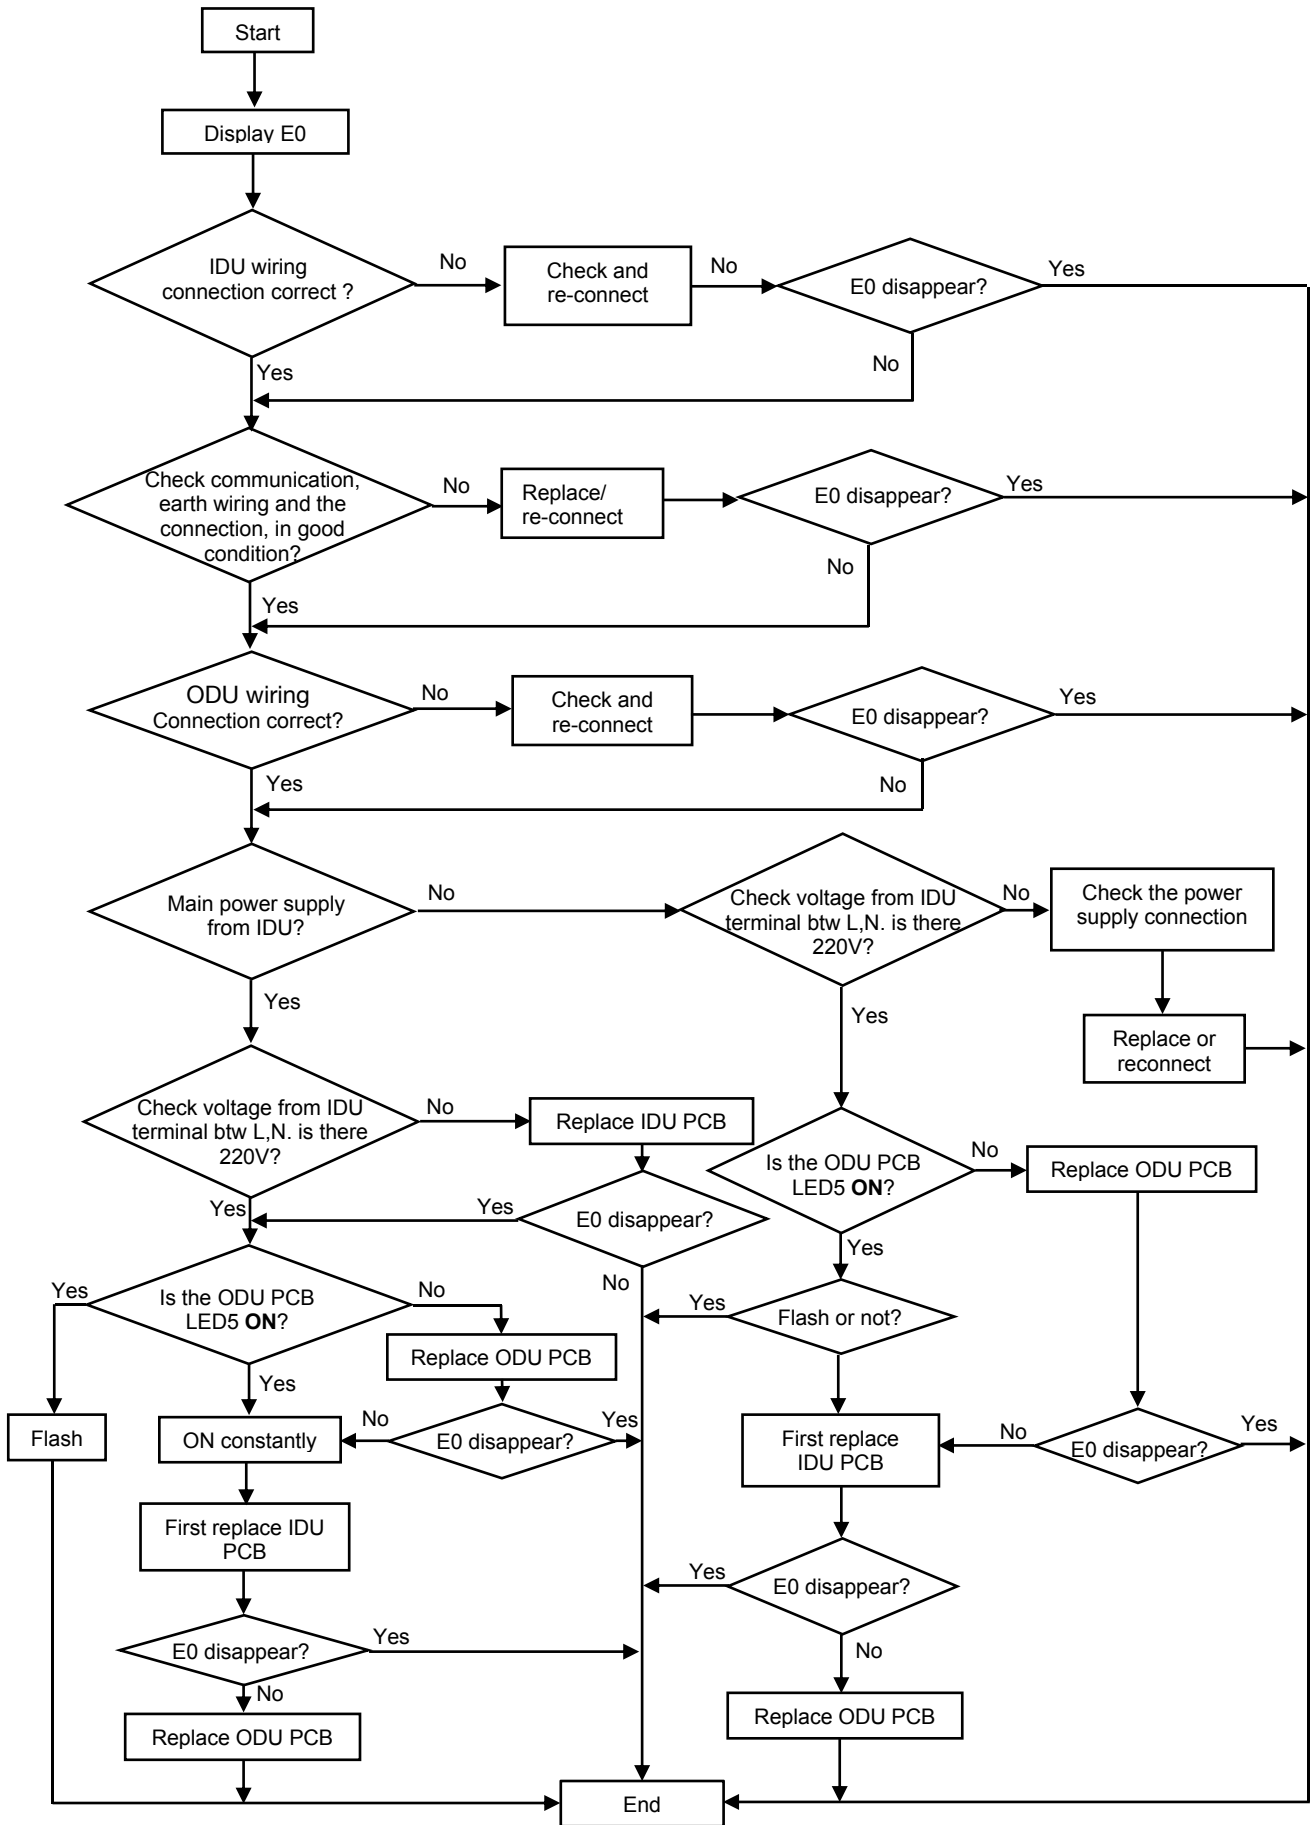 Start
Display E0
IDU wiring
connection correct ?
No
Check and
re-connect
No
E0 disappear?
Yes
No
Yes
Check communication,
earth wiring and the
connection, in good
condition?
No
Replace/
re-connect
E0 disappear?
Yes
No
Yes
ODU wiring
Connection correct?
No
Check and
re-connect
E0 disappear?
Yes
No
Yes
Main power supply
from IDU?
No
Check voltage from IDU
terminal btw L,N. is there
220V?
No
Check the power
supply connection
Replace or
reconnect
Yes
Yes
Check voltage from IDU
terminal btw L,N. is there
220V?
No
Replace IDU PCB
E0 disappear?
Yes
No
Yes
Is the ODU PCB
LED5 ON?
No
Replace ODU PCB
Yes
Flash or not?
Yes
Is the ODU PCB
LED5 ON?
Yes
No
Replace ODU PCB
Yes
Flash
ON constantly
No
E0 disappear?
Yes
First replace
IDU PCB
No
E0 disappear?
Yes
First replace IDU
PCB
E0 disappear?
Yes
No
E0 disappear?
Yes
No
Replace ODU PCB
Replace ODU PCB
End